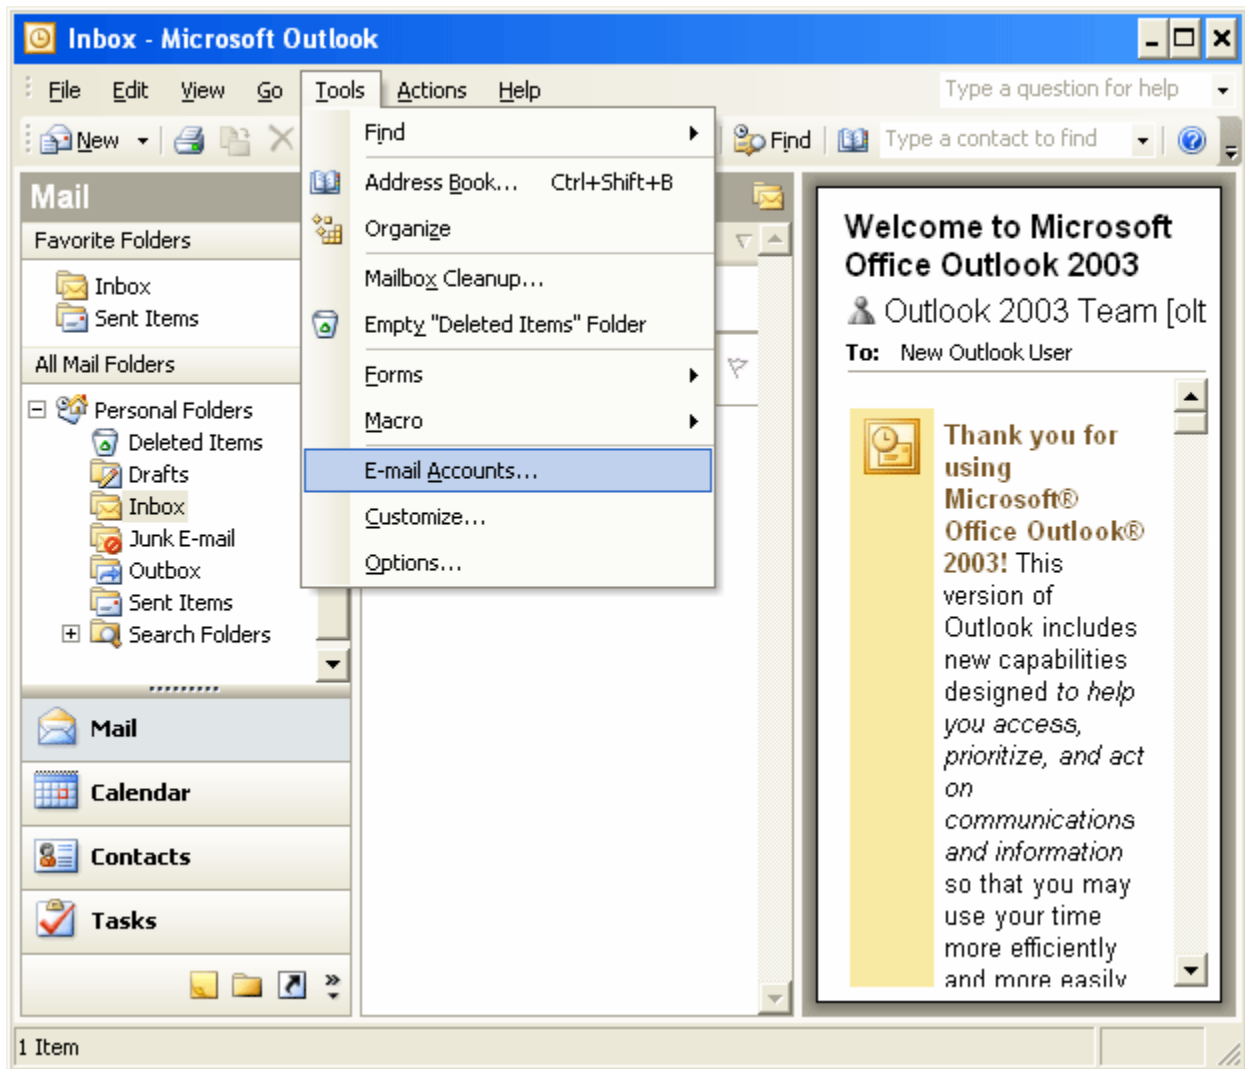 Inbox - Microsoft Outlook
File Edit View Go Tools Actions Help Type a question for help
New Find Type a contact to find
Find
Address Book... Ctrl+Shift+B
Organize
Mailbox Cleanup...
Empty "Deleted Items" Folder
Forms
Macro
E-mail Accounts...
Customize...
Options...
Mail
Favorite Folders
Inbox
Sent Items
All Mail Folders
Personal Folders
Deleted Items
Drafts
Inbox
Junk E-mail
Outbox
Sent Items
Search Folders
Mail
Calendar
Contacts
Tasks
Welcome to Microsoft
Office Outlook 2003
Outlook 2003 Team [olt
To: New Outlook User
Thank you for
using
Microsoft®
Office Outlook®
2003! This
version of
Outlook includes
new capabilities
designed to help
you access,
prioritize, and act
on
communications
and information
so that you may
use your time
more efficiently
and more easily
1 Item